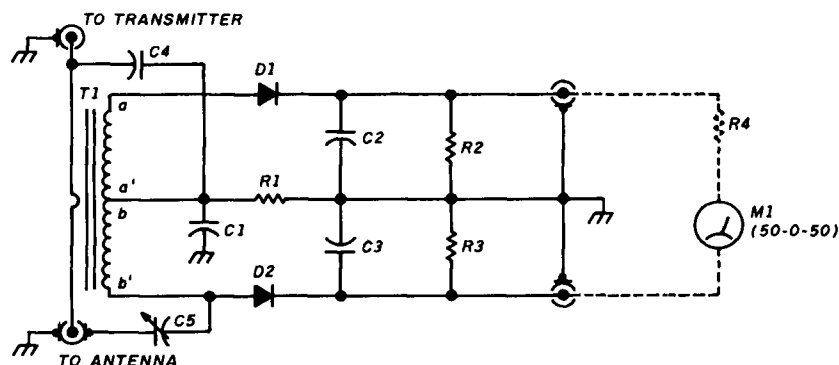 TO TRANSMITTER
C4
D1
T1
a
R4
C2
R2
a'
R1
b
M1
(50-0-50)
C1
C3
R3
b'
D2
C5
TO ANTENNA